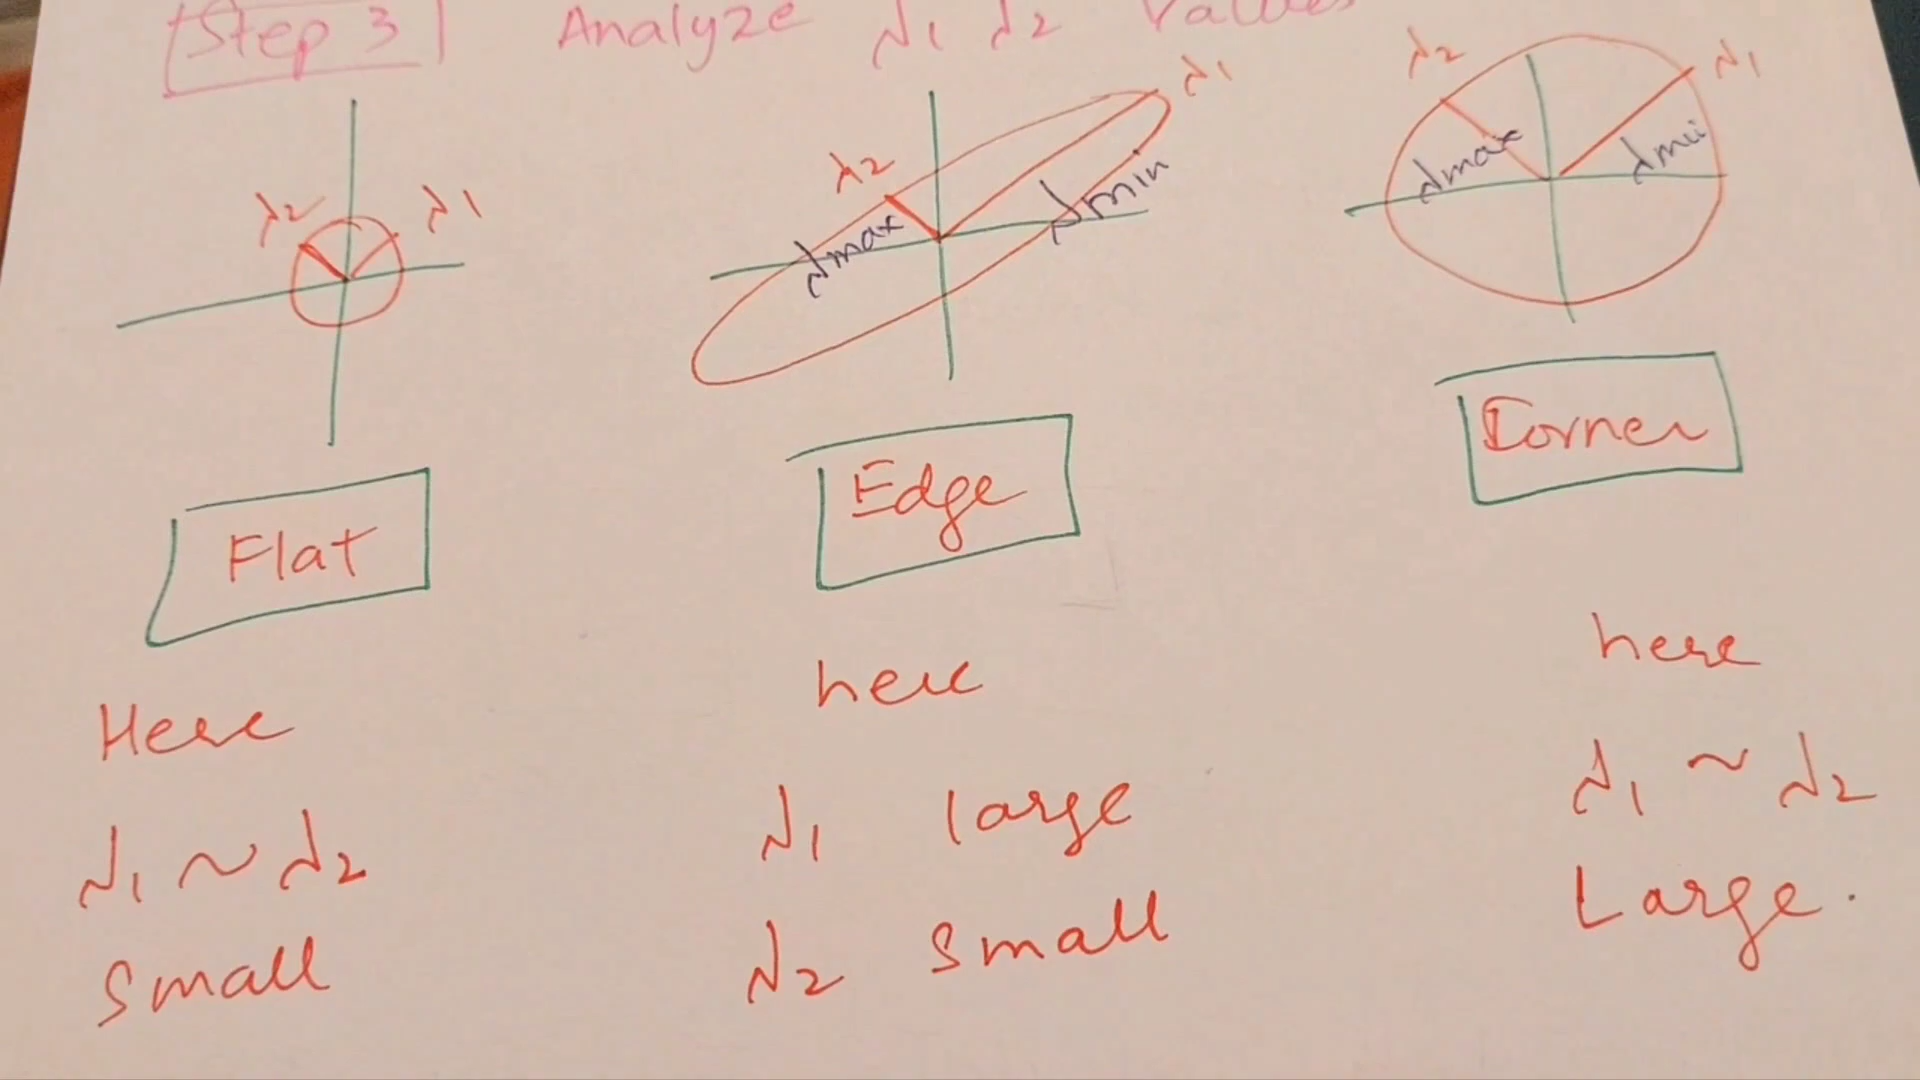 Step 3 Analyze λ1 λ2 Values
λ2 λ1
λ2 λ1
λmax λmin
λ2 λ1
λmax λmin
Flat
Edge
Corner
Here
λ1 ~ λ2
Small
here
λ1 large
λ2 small
here
λ1 ~ λ2
Large.